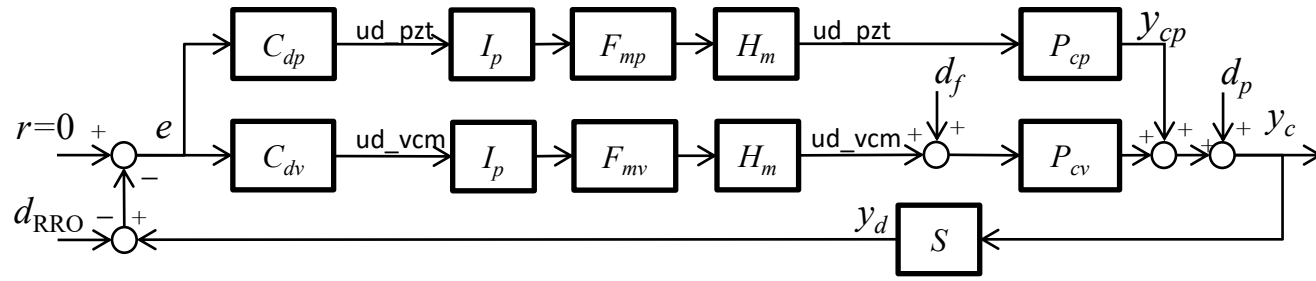 C_dp ud_pzt I_p F_mp H_m ud_pzt P_cp y_cp
d_f d_p
r=0 + e y_c
C_dv ud_vcm I_p F_mv H_m ud_vcm + + P_cv + + + +
−
d_RRO − + y_d S